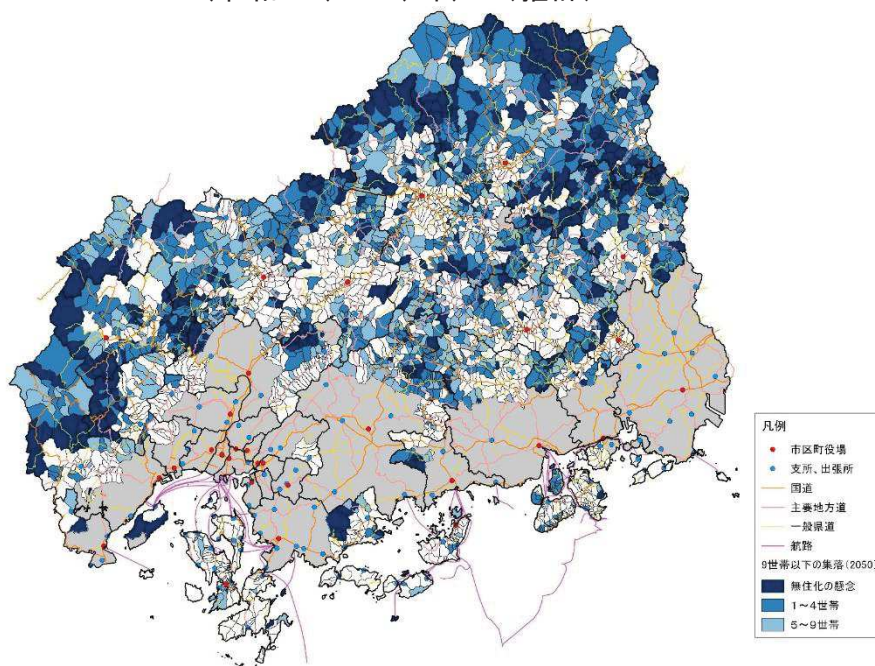 凡例
市区町役場
支所、出張所
国道
主要地方道
一般県道
航路
9世帯以下の集落(2050)
無住化の懸念
1～4世帯
5～9世帯